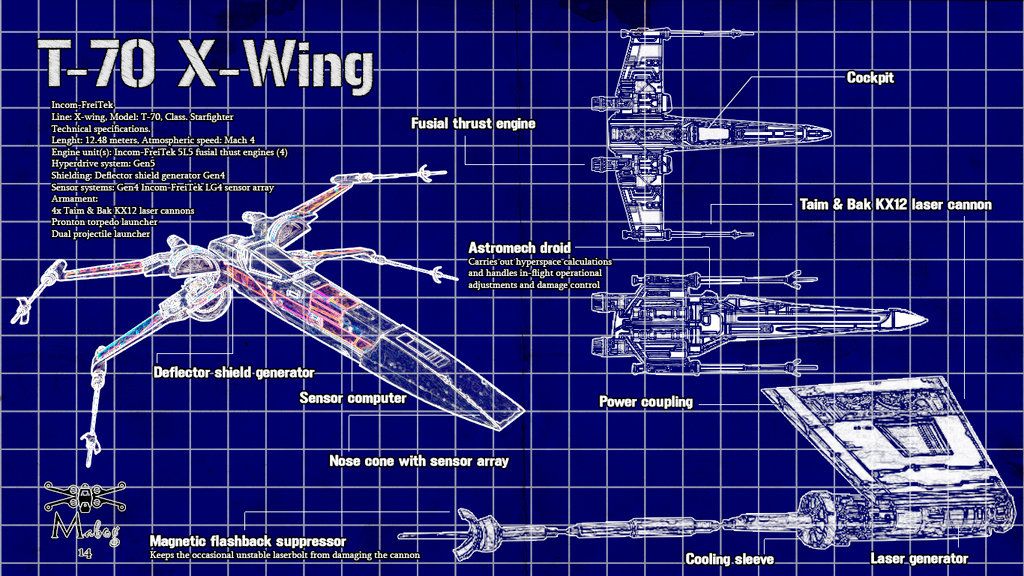 T-70 X-Wing
Incom-FreiTek
Line: X-wing, Model: T-70, Class. Starfighter
Technical specifications.
Lenght: 12.48 meters, Atmospheric speed: Mach 4
Engine unit(s): Incom-FreiTek 5L5 fusial thust engines (4)
Hyperdrive system: Gen5
Shielding: Deflector shield generator Gen4
Sensor systems: Gen4 Incom-FreiTek LG4 sensor array
Armament:
4x Taim & Bak KX12 laser cannons
Pronton torpedo launcher
Dual projectile launcher
Cockpit
Fusial thrust engine
Taim & Bak KX12 laser cannon
Astromech droid
Carries out hyperspace calculations
and handles in-flight operational
adjustments and damage control
Deflector shield generator
Sensor computer
Power coupling
Nose cone with sensor array
Mabog
14
Magnetic flashback suppressor
Keeps the occasional unstable laserbolt from damaging the cannon
Cooling sleeve
Laser generator